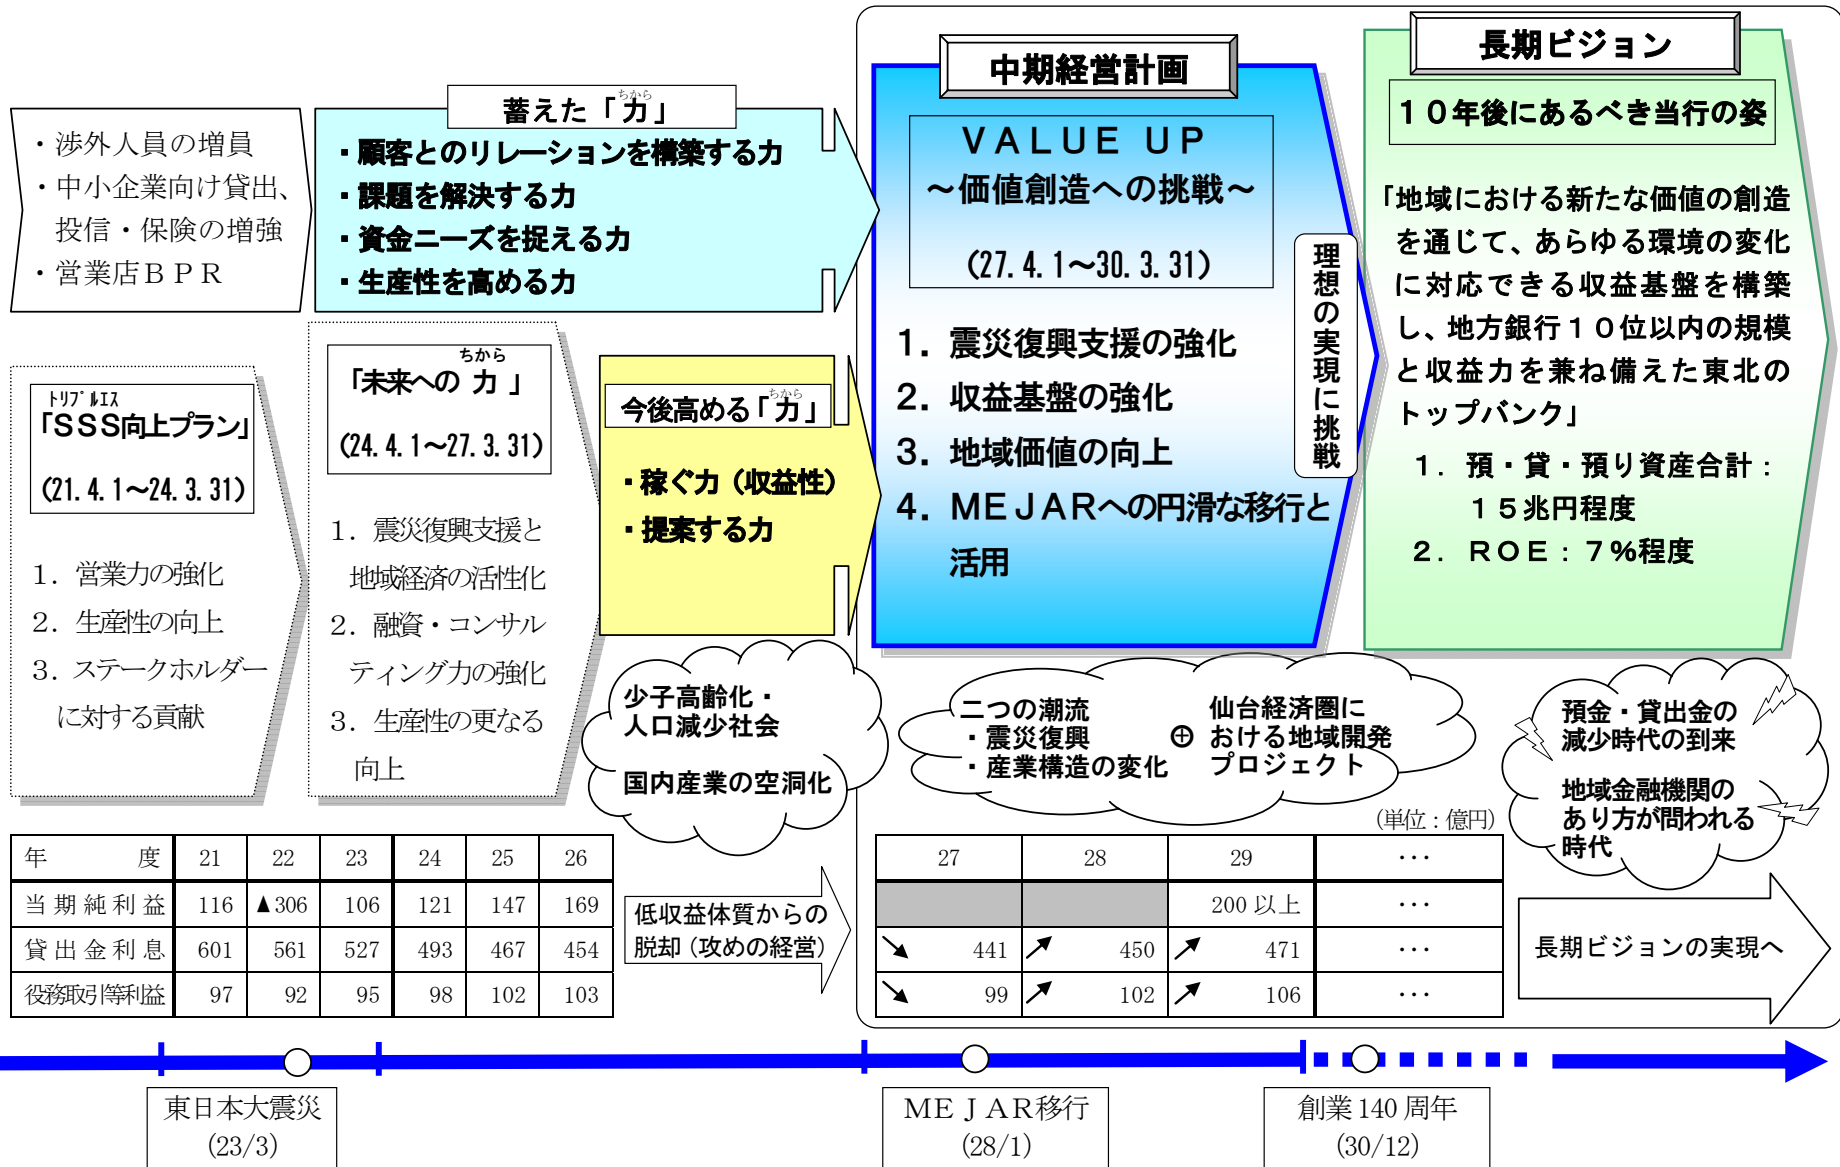 ・渉外人員の増員
・中小企業向け貸出、
投信・保険の増強
・営業店ＢＰＲ
ちから
蓄えた「力」
・顧客とのリレーションを構築する力
・課題を解決する力
・資金ニーズを捉える力
・生産性を高める力
中期経営計画
ＶＡＬＵＥ ＵＰ
～価値創造への挑戦～
(27.4.1～30.3.31)
1. 震災復興支援の強化
2. 収益基盤の強化
3. 地域価値の向上
4. ＭＥＪＡＲへの円滑な移行と
活用
理想の実現に挑戦
長期ビジョン
１０年後にあるべき当行の姿
「地域における新たな価値の創造
を通じて、あらゆる環境の変化
に対応できる収益基盤を構築
し、地方銀行１０位以内の規模
と収益力を兼ね備えた東北の
トップバンク」
１．預・貸・預り資産合計：
１５兆円程度
２．ＲＯＥ：７％程度
トリプルエス
「ＳＳＳ向上プラン」
(21.4.1～24.3.31)
１．営業力の強化
２．生産性の向上
３．ステークホルダー
に対する貢献
ちから
「未来への 力 」
(24.4.1～27.3.31)
１．震災復興支援と
地域経済の活性化
２．融資・コンサル
ティング力の強化
３．生産性の更なる
向上
ちから
今後高める「力」
・稼ぐ力（収益性）
・提案する力
少子高齢化・
人口減少社会
国内産業の空洞化
二つの潮流
・震災復興
・産業構造の変化
⊕
仙台経済圏に
おける地域開発
プロジェクト
預金・貸出金の
減少時代の到来
地域金融機関の
あり方が問われる
時代
（単位：億円）
年 度 21 22 23 24 25 26
当期純利益 116 ▲306 106 121 147 169
貸出金利息 601 561 527 493 467 454
役務取引等利益 97 92 95 98 102 103
低収益体質からの
脱却（攻めの経営）
27 28 29 …
200 以上 …
441 450 471 …
99 102 106 …
長期ビジョンの実現へ
東日本大震災
(23/3)
ＭＥＪＡＲ移行
(28/1)
創業 140 周年
(30/12)